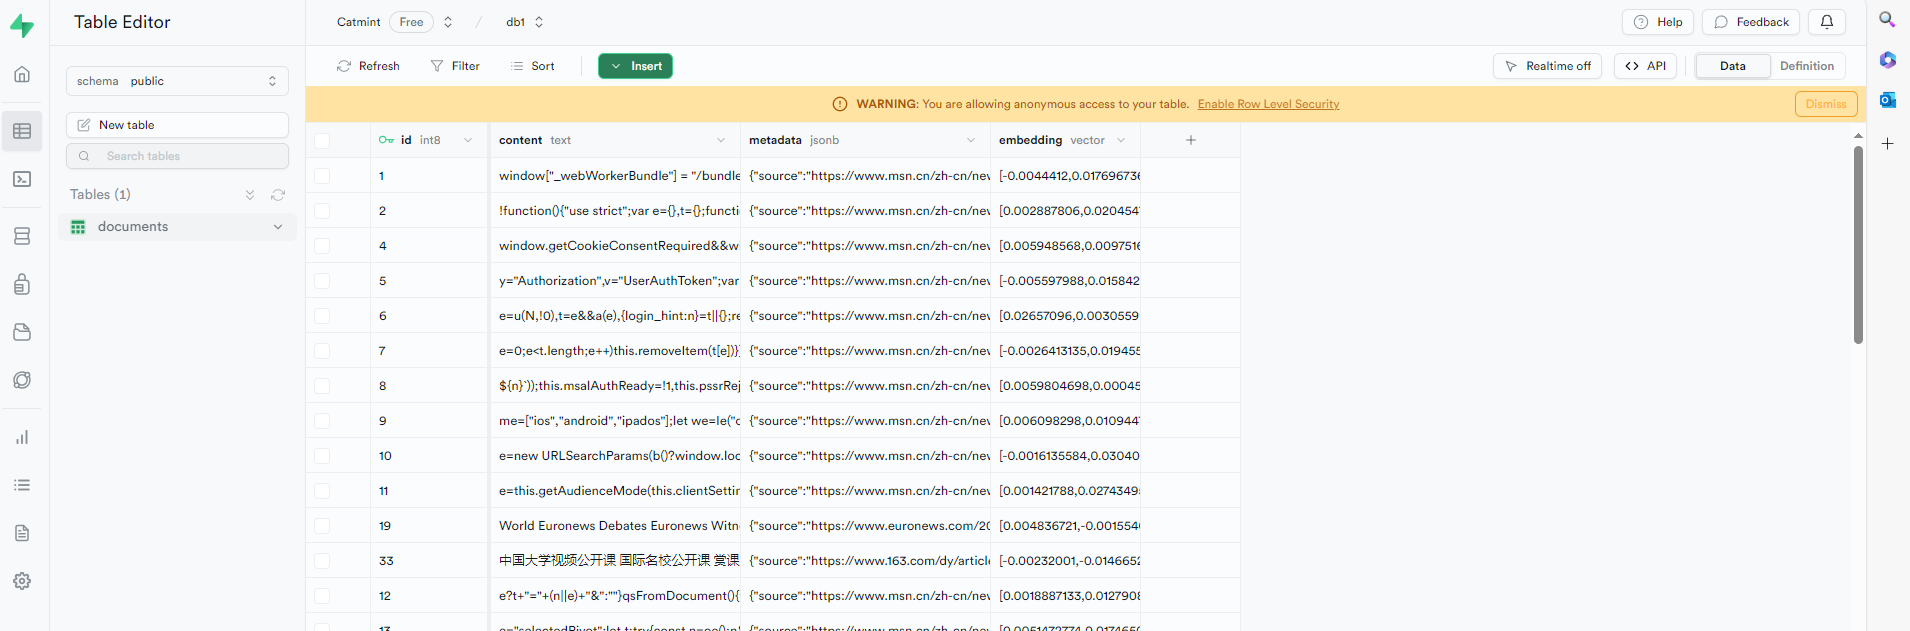 Table Editor
Catmint Free / db1
Help Feedback
schema public
Refresh Filter Sort Insert
Realtime off <> API Data Definition
WARNING: You are allowing anonymous access to your table. Enable Row Level Security
Dismiss
New table
Search tables
Tables (1)
documents
id int8 content text metadata jsonb embedding vector +
1 window["_webWorkerBundle"] = "/bundle {"source":"https://www.msn.cn/zh-cn/nev [-0.0044412,0.017696736
2 !function(){"use strict";var e={},t={};functi {"source":"https://www.msn.cn/zh-cn/nev [0.002887806,0.020454
4 window.getCookieConsentRequired&&w {"source":"https://www.msn.cn/zh-cn/nev [0.005948568,0.0097516
5 y="Authorization",v="UserAuthToken";var {"source":"https://www.msn.cn/zh-cn/nev [-0.005597988,0.015842
6 e=u(N,!0),t=e&&a(e),{login_hint:n}=t||{};re {"source":"https://www.msn.cn/zh-cn/nev [0.02657096,0.0030559
7 e=0;e<t.length;e++)this.removeItem(t[e])}} {"source":"https://www.msn.cn/zh-cn/nev [-0.0026413135,0.019455
8 ${n}`));this.msalAuthReady=!1,this.pssrRej {"source":"https://www.msn.cn/zh-cn/nev [0.0059804698,0.00045
9 me=["ios","android","ipados"];let we=le("c {"source":"https://www.msn.cn/zh-cn/nev [0.006098298,0.010944
10 e=new URLSearchParams(b()?window.loc {"source":"https://www.msn.cn/zh-cn/nev [-0.0016135584,0.03040
11 e=this.getAudienceMode(this.clientSettin {"source":"https://www.msn.cn/zh-cn/nev [0.001421788,0.0274349
19 World Euronews Debates Euronews Witn {"source":"https://www.euronews.com/20 [0.004836721,-0.001554
33 中国大学视频公开课 国际名校公开课 赏课 {"source":"https://www.163.com/dy/article [-0.00232001,-0.0146652
12 e?t+"="+(n||e)+"&":""}qsFromDocument(){ {"source":"https://www.msn.cn/zh-cn/nev [0.0018887133,0.0127908
13